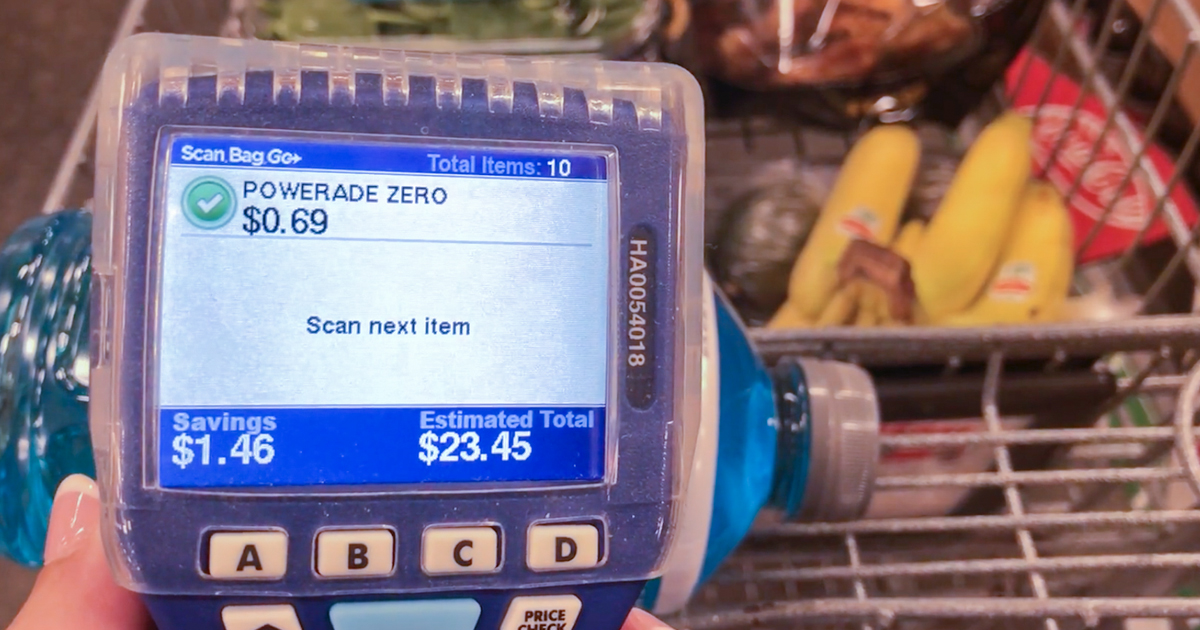 Scan Bag Go
Total Items: 10
POWERADE ZERO
$0.69
Scan next item
Savings
$1.46
Estimated Total
$23.45
HA0054018
A
B
C
D
PRICE
CHECK